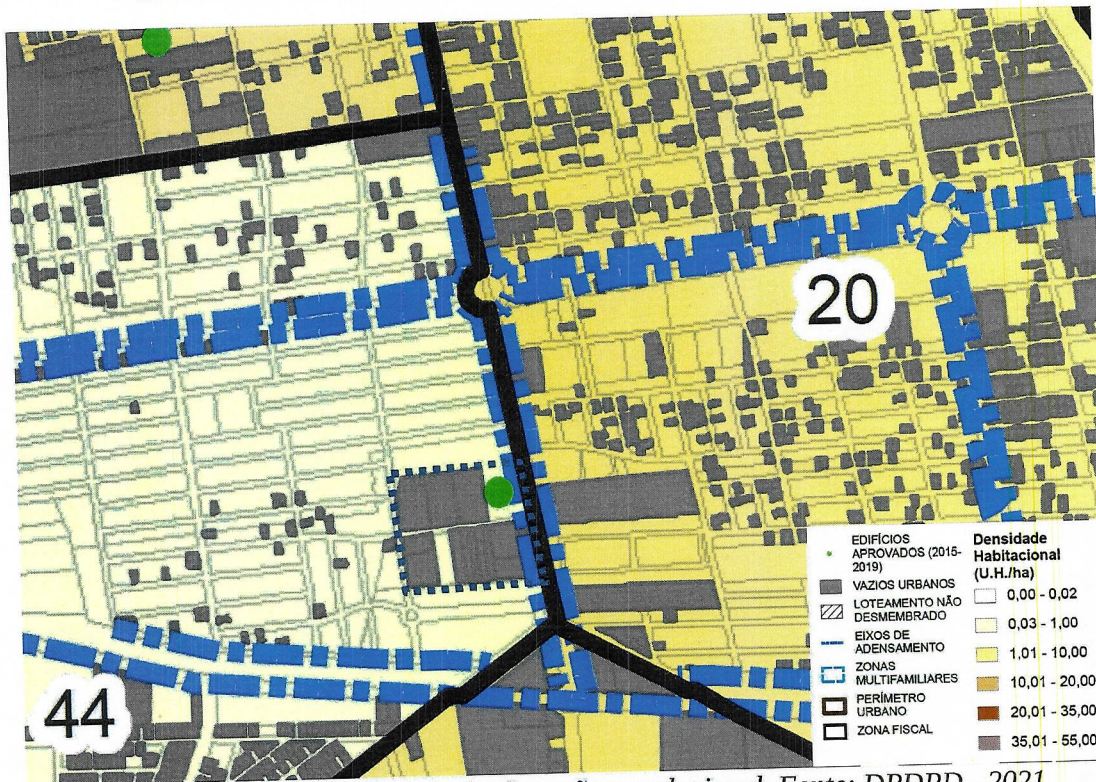 20
44
EDIFÍCIOS
APROVADOS (2015-
2019)
VAZIOS URBANOS
LOTEAMENTO NÃO
DESMEMBRADO
EIXOS DE
ADENSAMENTO
ZONAS
MULTIFAMILIARES
PERÍMETRO
URBANO
ZONA FISCAL
Densidade
Habitacional
(U.H./ha)
0,00 - 0,02
0,03 - 1,00
1,01 - 10,00
10,01 - 20,00
20,01 - 35,00
35,01 - 55,00
Fonte: DPDPD, 2021